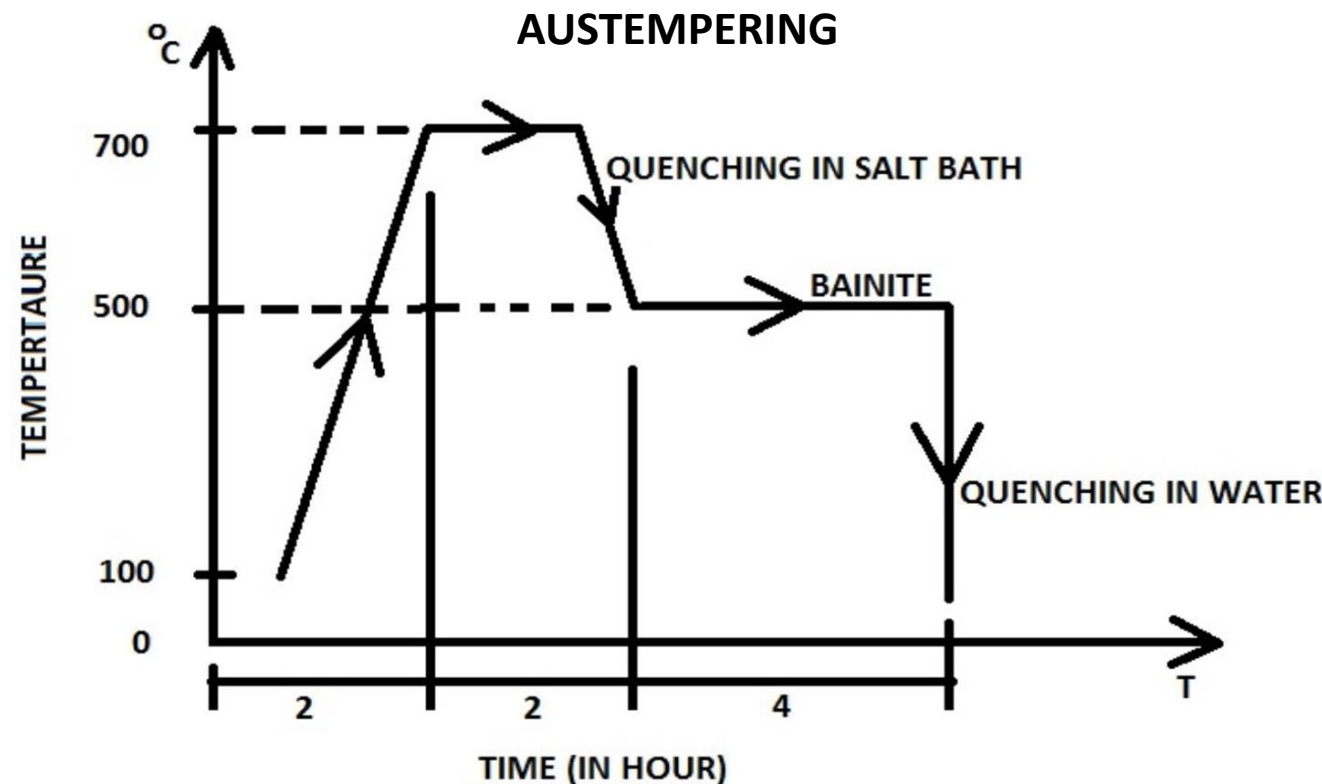 AUSTEMPERING
°C
700
QUENCHING IN SALT BATH
TEMPERTAURE
500
BAINITE
QUENCHING IN WATER
100
0
T
2
2
4
TIME (IN HOUR)